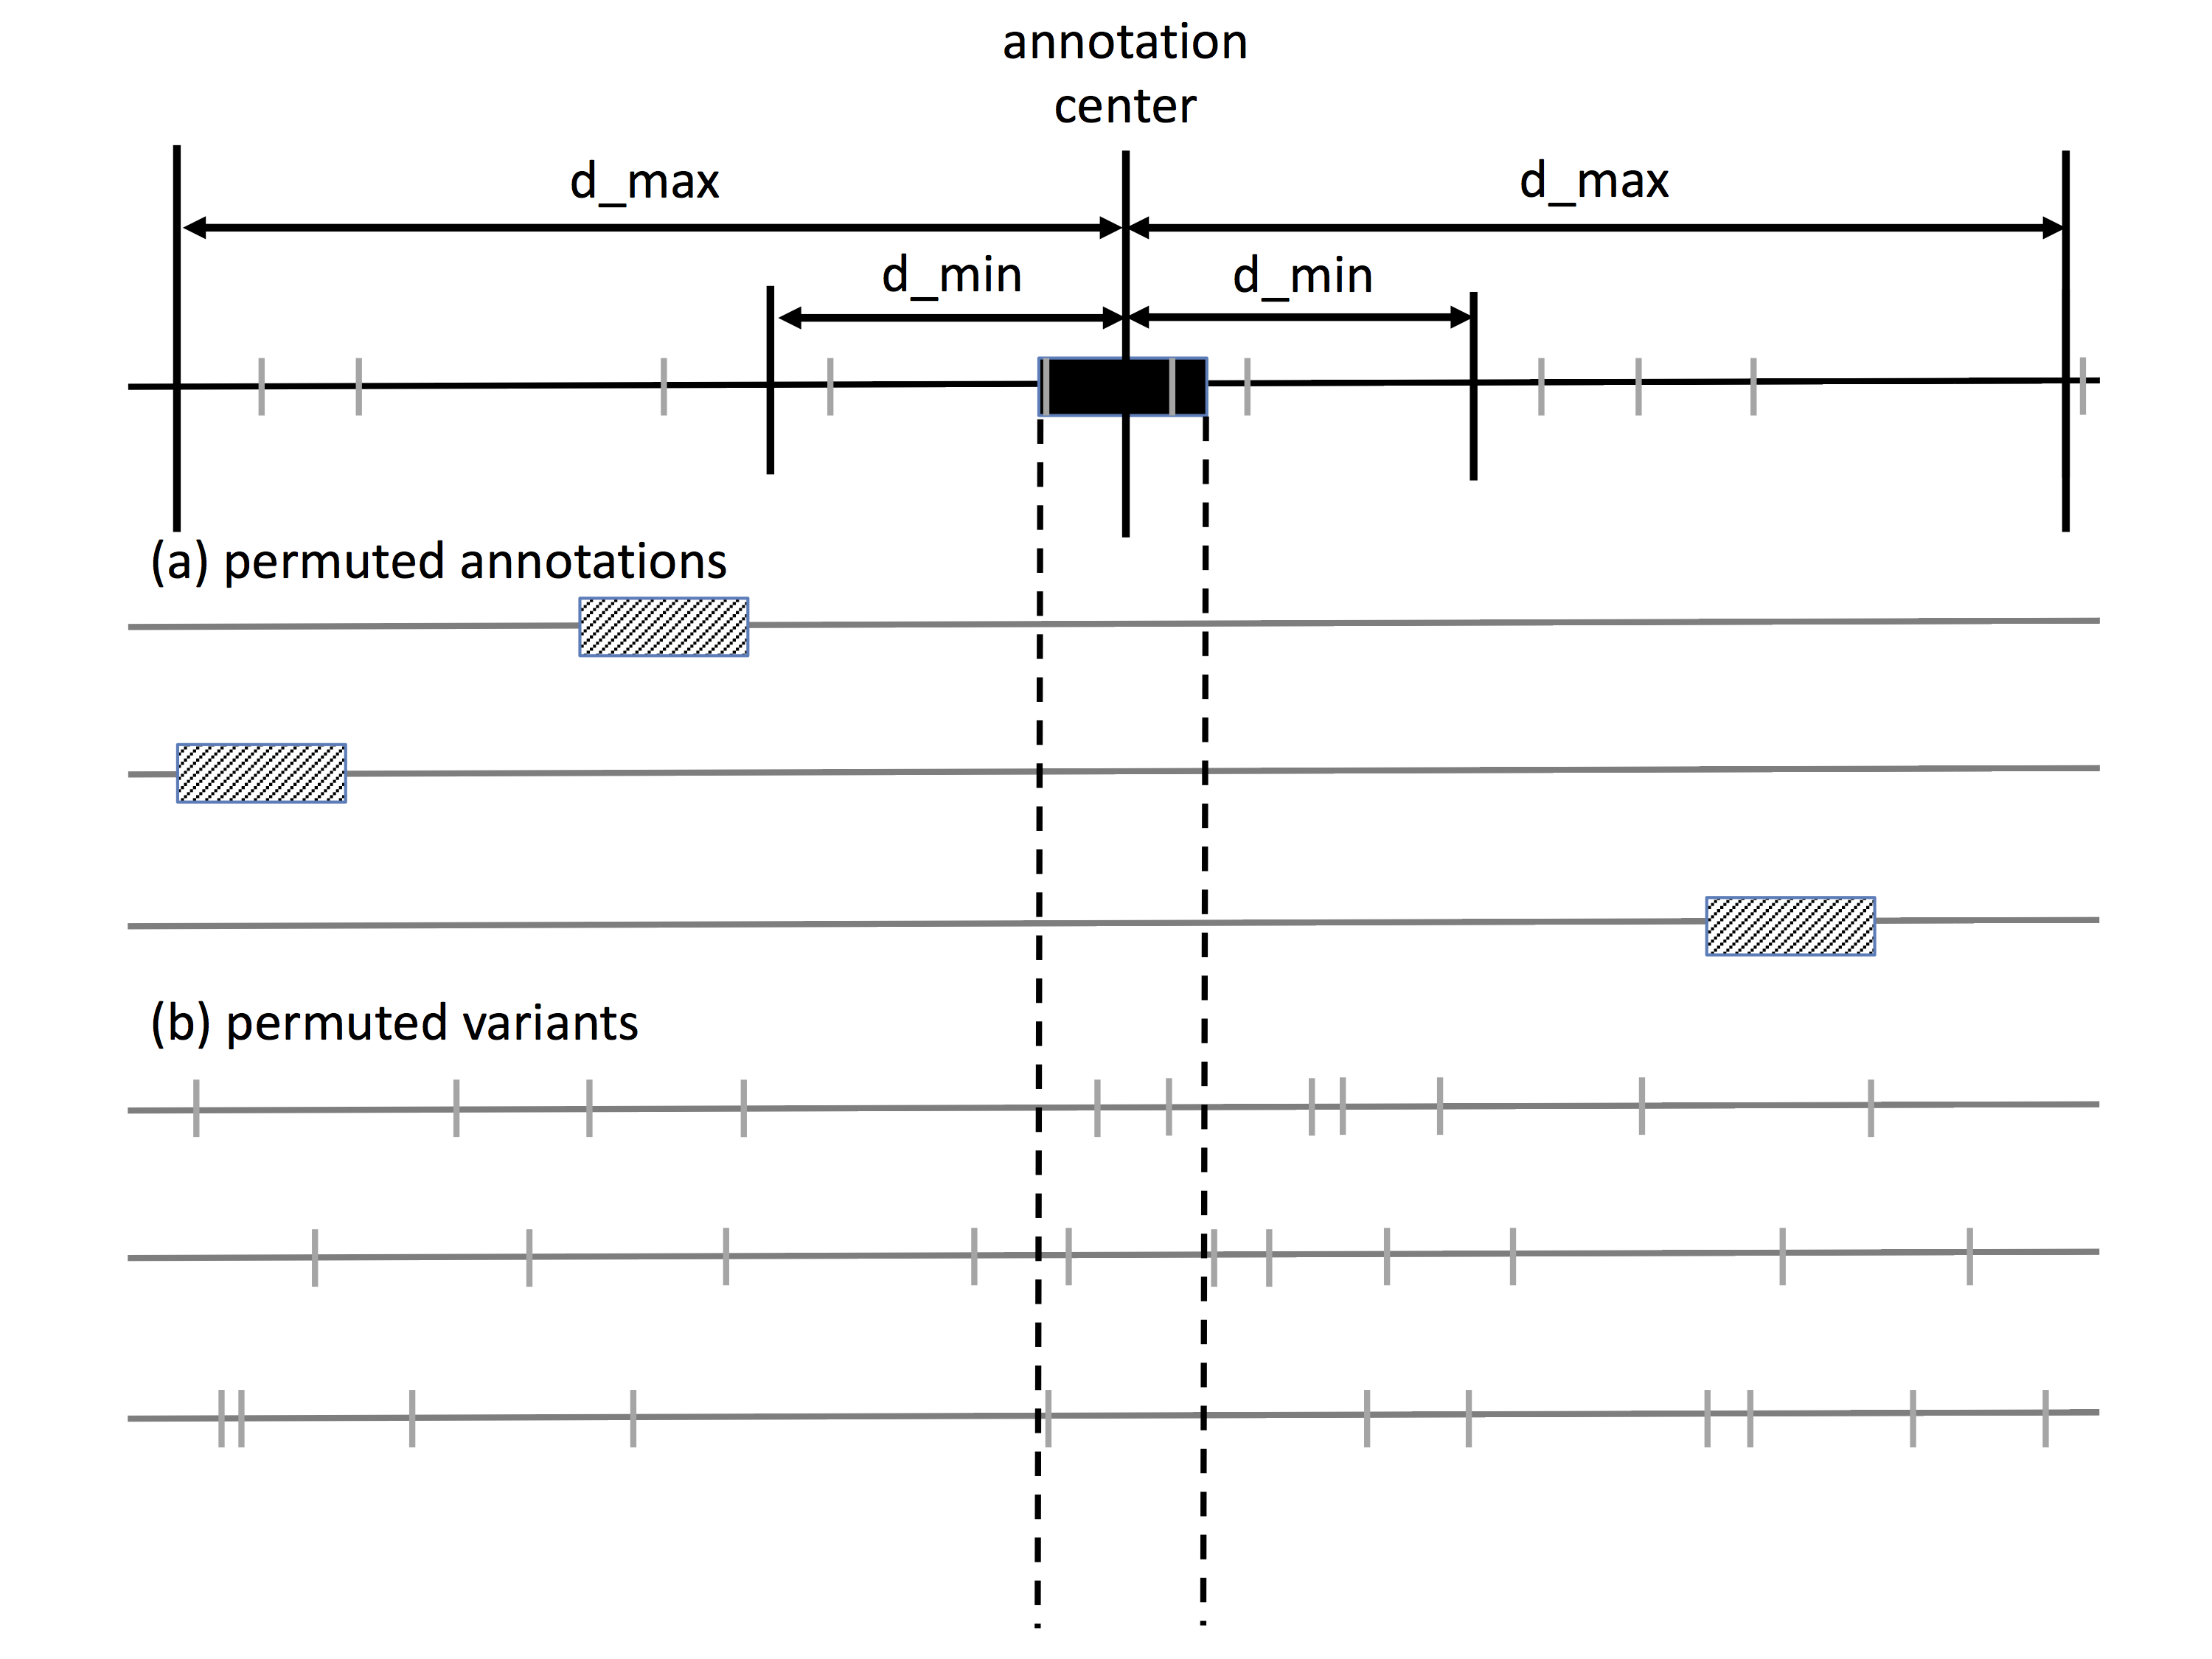 annotation
center
d_max
d_max
d_min
d_min
(a) permuted annotations
(b) permuted variants